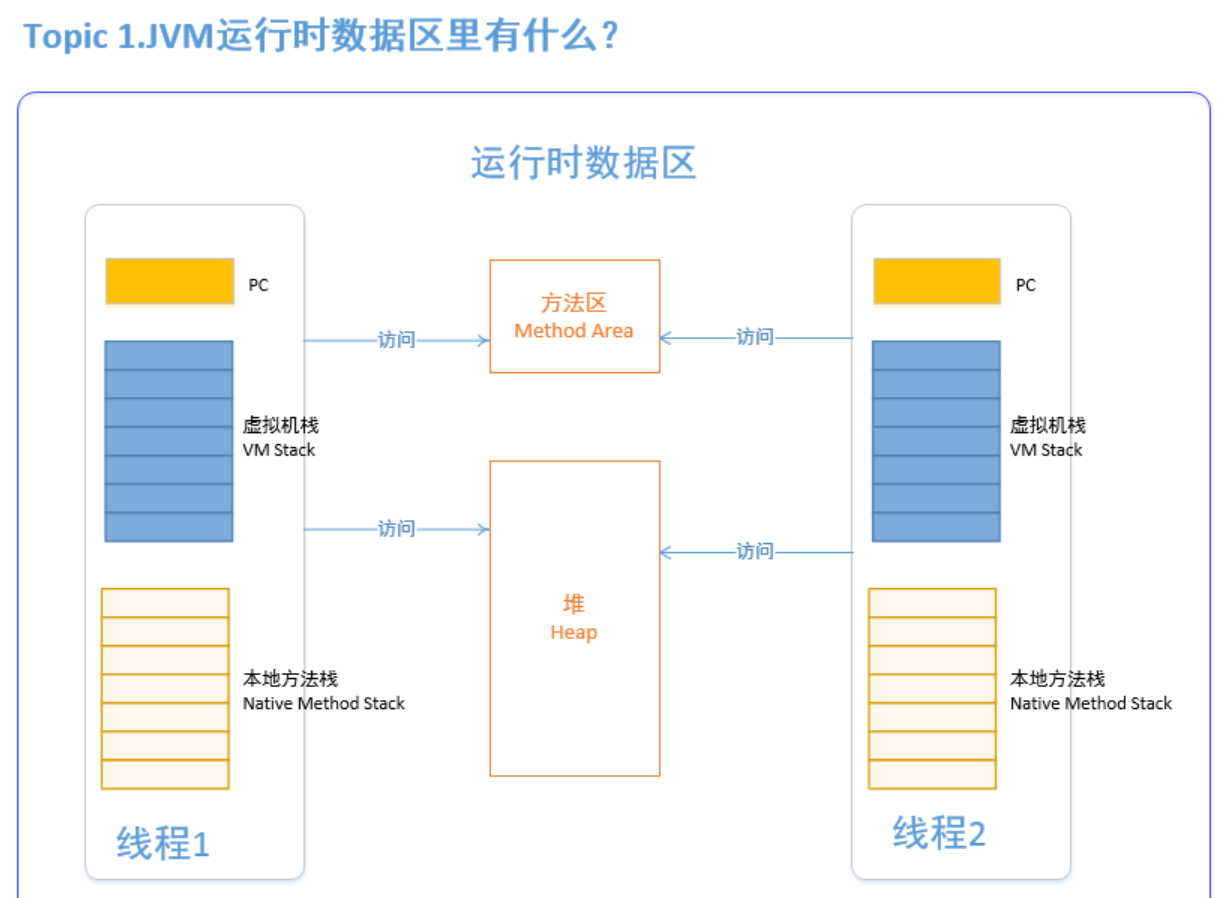 Topic 1.JVM运行时数据区里有什么？
运行时数据区
PC
虚拟机栈
VM Stack
本地方法栈
Native Method Stack
线程1
访问
访问
方法区
Method Area
堆
Heap
访问
访问
PC
虚拟机栈
VM Stack
本地方法栈
Native Method Stack
线程2